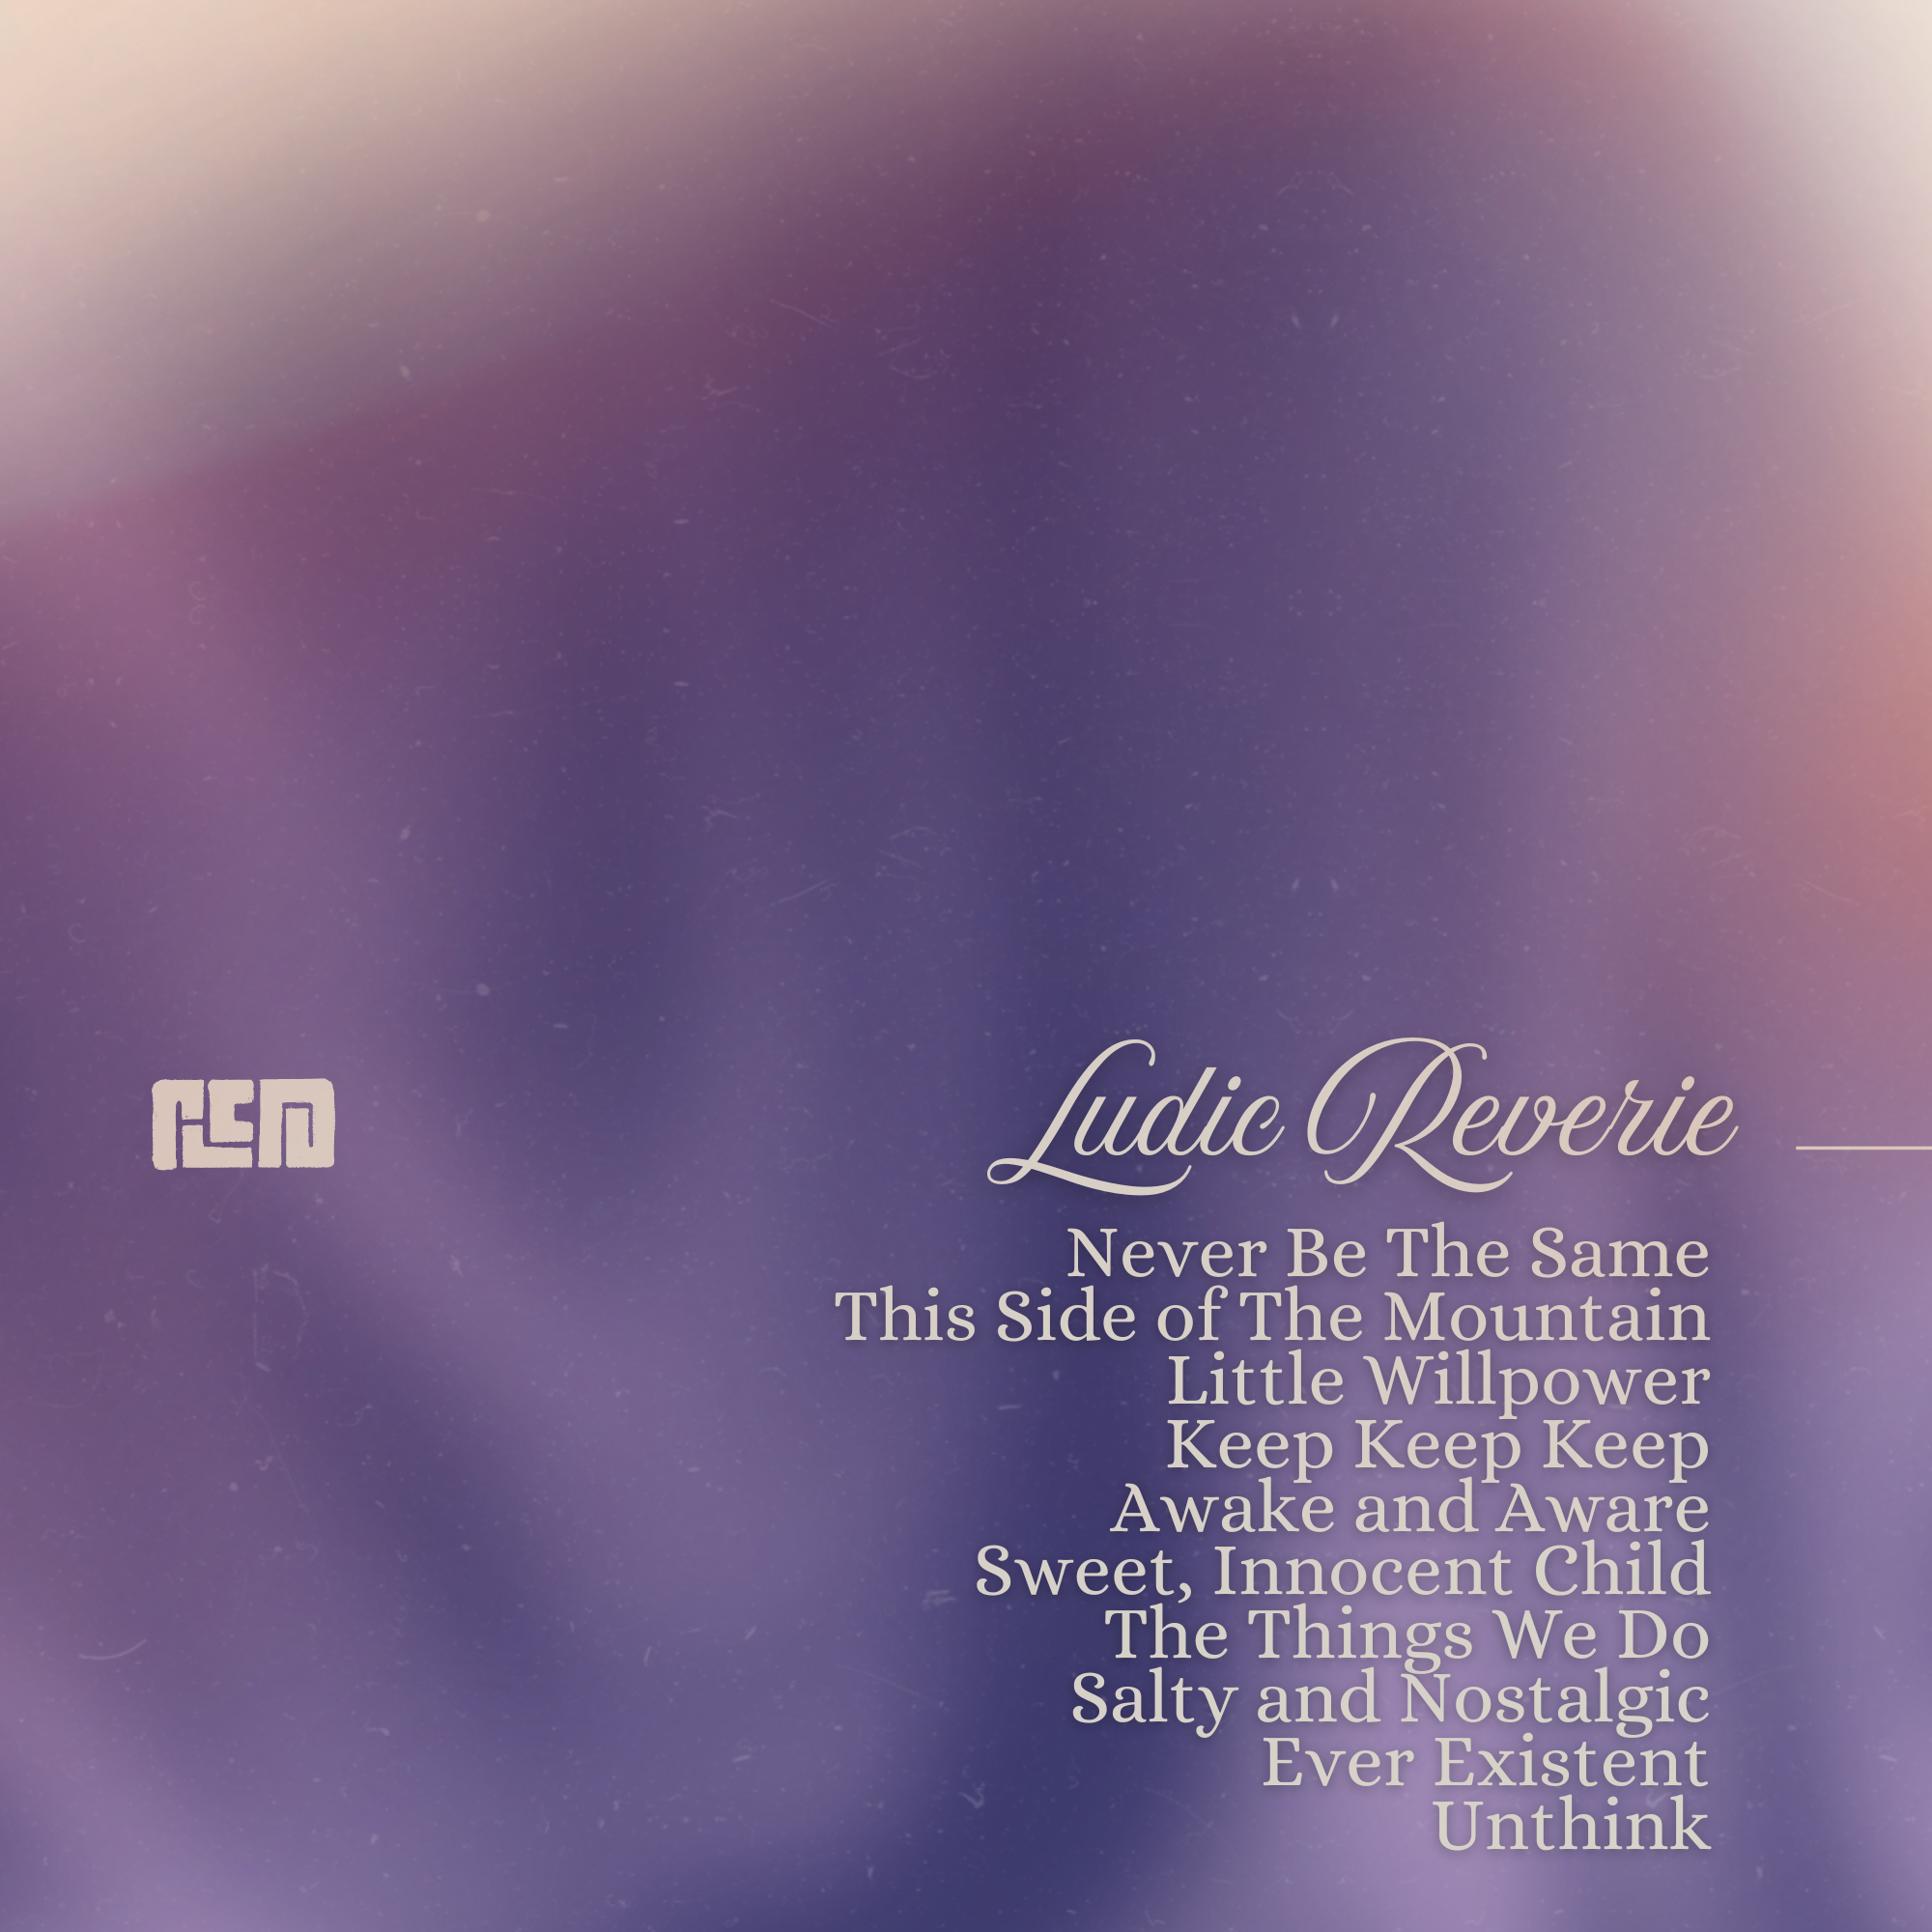 Ludic Reverie
Never Be The Same
This Side of The Mountain
Little Willpower
Keep Keep Keep
Awake and Aware
Sweet, Innocent Child
The Things We Do
Salty and Nostalgic
Ever Existent
Unthink